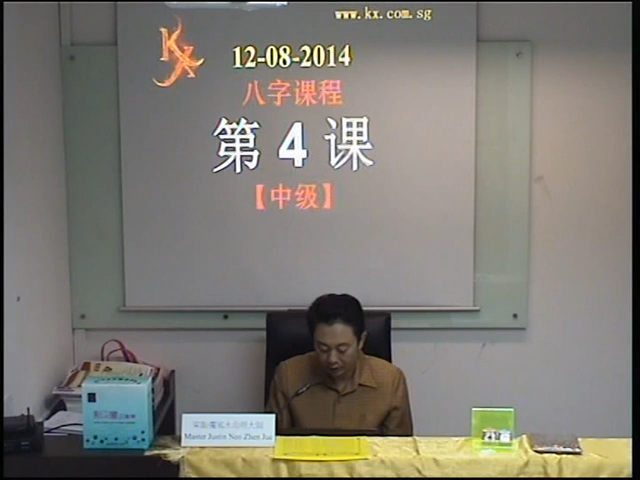 www.kx.com.sg
KX
12-08-2014
八字课程
第 4 课
【中级】
Master Justin Neo Zhen Jui